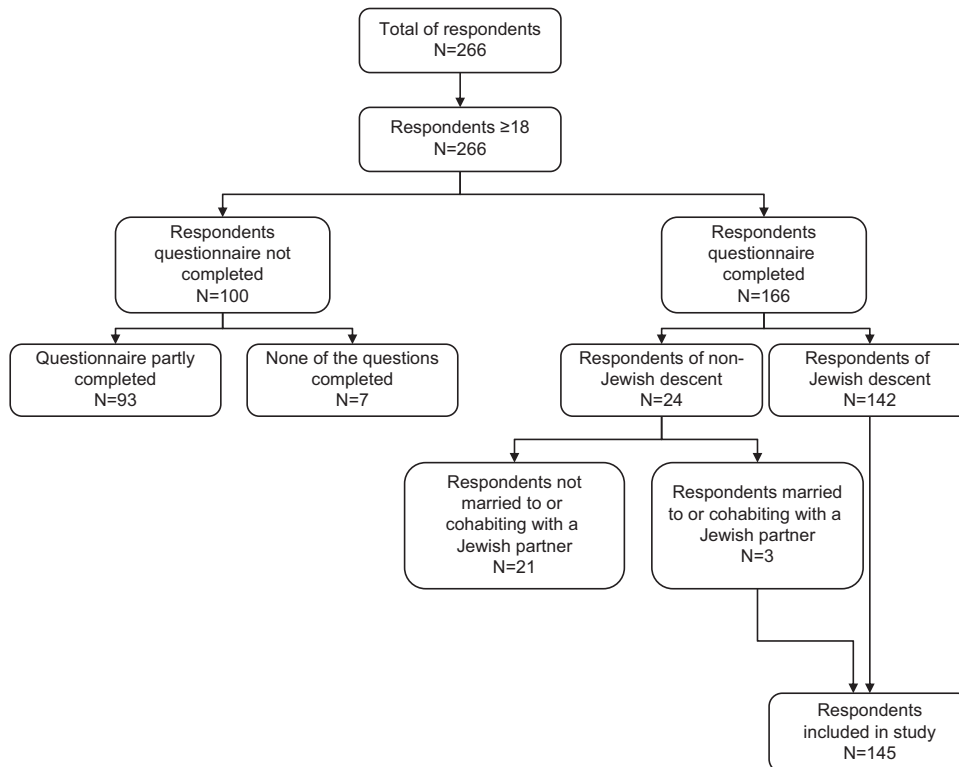 Total of respondents
N=266
Respondents ≥18
N=266
Respondents
questionnaire not
completed
N=100
Respondents
questionnaire
completed
N=166
Questionnaire partly
completed
N=93
None of the questions
completed
N=7
Respondents of non-
Jewish descent
N=24
Respondents of
Jewish descent
N=142
Respondents not
married to or
cohabiting with a
Jewish partner
N=21
Respondents married
to or cohabiting with a
Jewish partner
N=3
Respondents
included in study
N=145